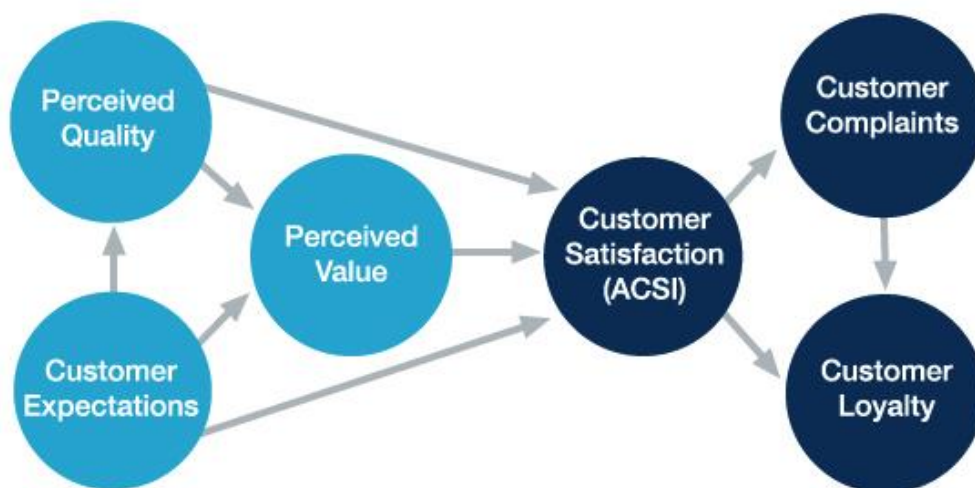 Perceived
Quality
Customer
Complaints
Perceived
Value
Customer
Satisfaction
(ACSI)
Customer
Expectations
Customer
Loyalty